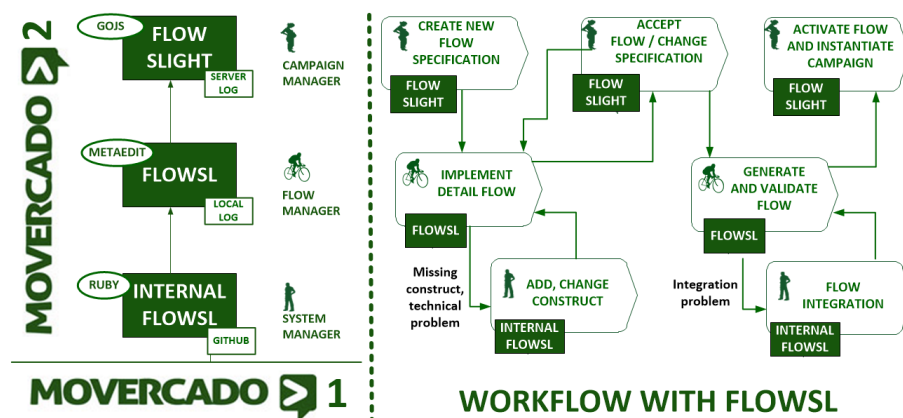 MOVERCADO 2
GOJS
FLOW
SLIGHT
SERVER
LOG
CAMPAIGN
MANAGER
METAEDIT
FLOWSL
LOCAL
LOG
FLOW
MANAGER
RUBY
INTERNAL
FLOWSL
GITHUB
SYSTEM
MANAGER
MOVERCADO 1
CREATE NEW
FLOW
SPECIFICATION
FLOW
SLIGHT
ACCEPT
FLOW / CHANGE
SPECIFICATION
FLOW
SLIGHT
ACTIVATE FLOW
AND INSTANTIATE
CAMPAIGN
FLOW
SLIGHT
IMPLEMENT
DETAIL FLOW
FLOWSL
GENERATE
AND VALIDATE
FLOW
FLOWSL
Missing
construct,
technical
problem
ADD, CHANGE
CONSTRUCT
INTERNAL
FLOWSL
Integration
problem
FLOW
INTEGRATION
INTERNAL
FLOWSL
WORKFLOW WITH FLOWSL